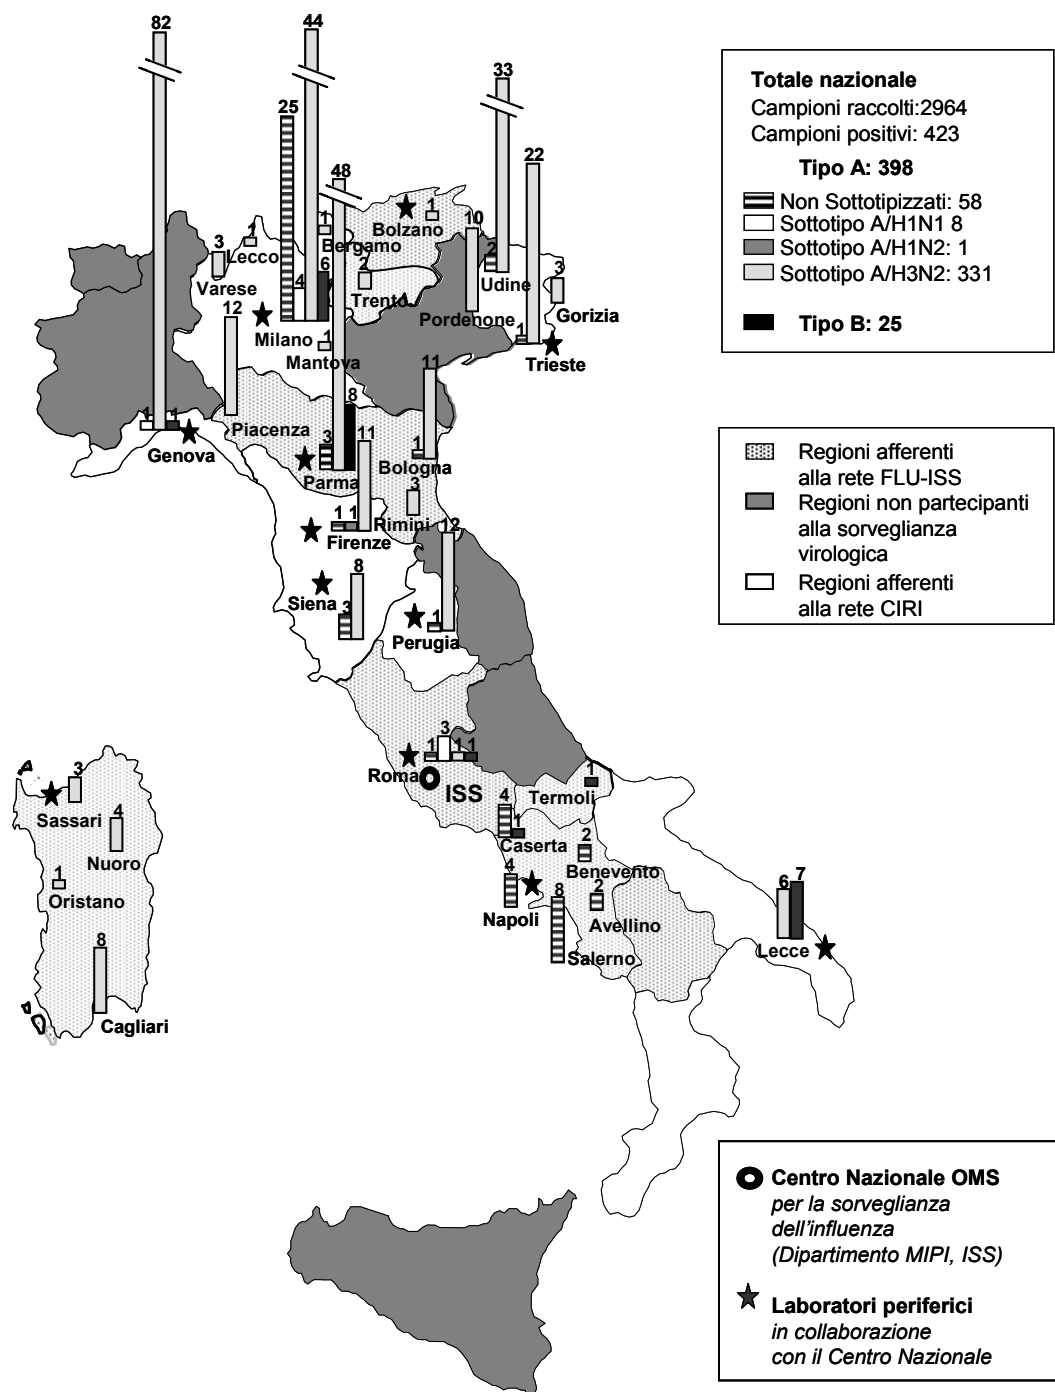 82
44
33
25
22
48
Totale nazionale
Campioni raccolti:2964
Campioni positivi: 423
Tipo A: 398
Non Sottotipizzati: 58
Sottotipo A/H1N1 8
Sottotipo A/H1N2: 1
Sottotipo A/H3N2: 331
Tipo B: 25
1
Bolzano
10
1
Bergamo
1
Lecco
3
Varese
4
6
2
Trento
2
Udine
3
Gorizia
12
Milano
1
Mantova
Pordenone
1
Trieste
11
1
1
Genova
Piacenza
8
3
Parma
11
1
Bologna
Regioni afferenti
alla rete FLU-ISS
Regioni non partecipanti
alla sorveglianza
virologica
Regioni afferenti
alla rete CIRI
3
Rimini
1
1
Firenze
12
8
Siena
3
1
Perugia
3
1
1
1
Roma
ISS
1
Termoli
4
1
Caserta
2
Benevento
4
Napoli
8
2
Avellino
Salerno
6
7
Lecce
3
Sassari
4
Nuoro
1
Oristano
8
Cagliari
Centro Nazionale OMS
per la sorveglianza
dell'influenza
(Dipartimento MIPI, ISS)
Laboratori periferici
in collaborazione
con il Centro Nazionale